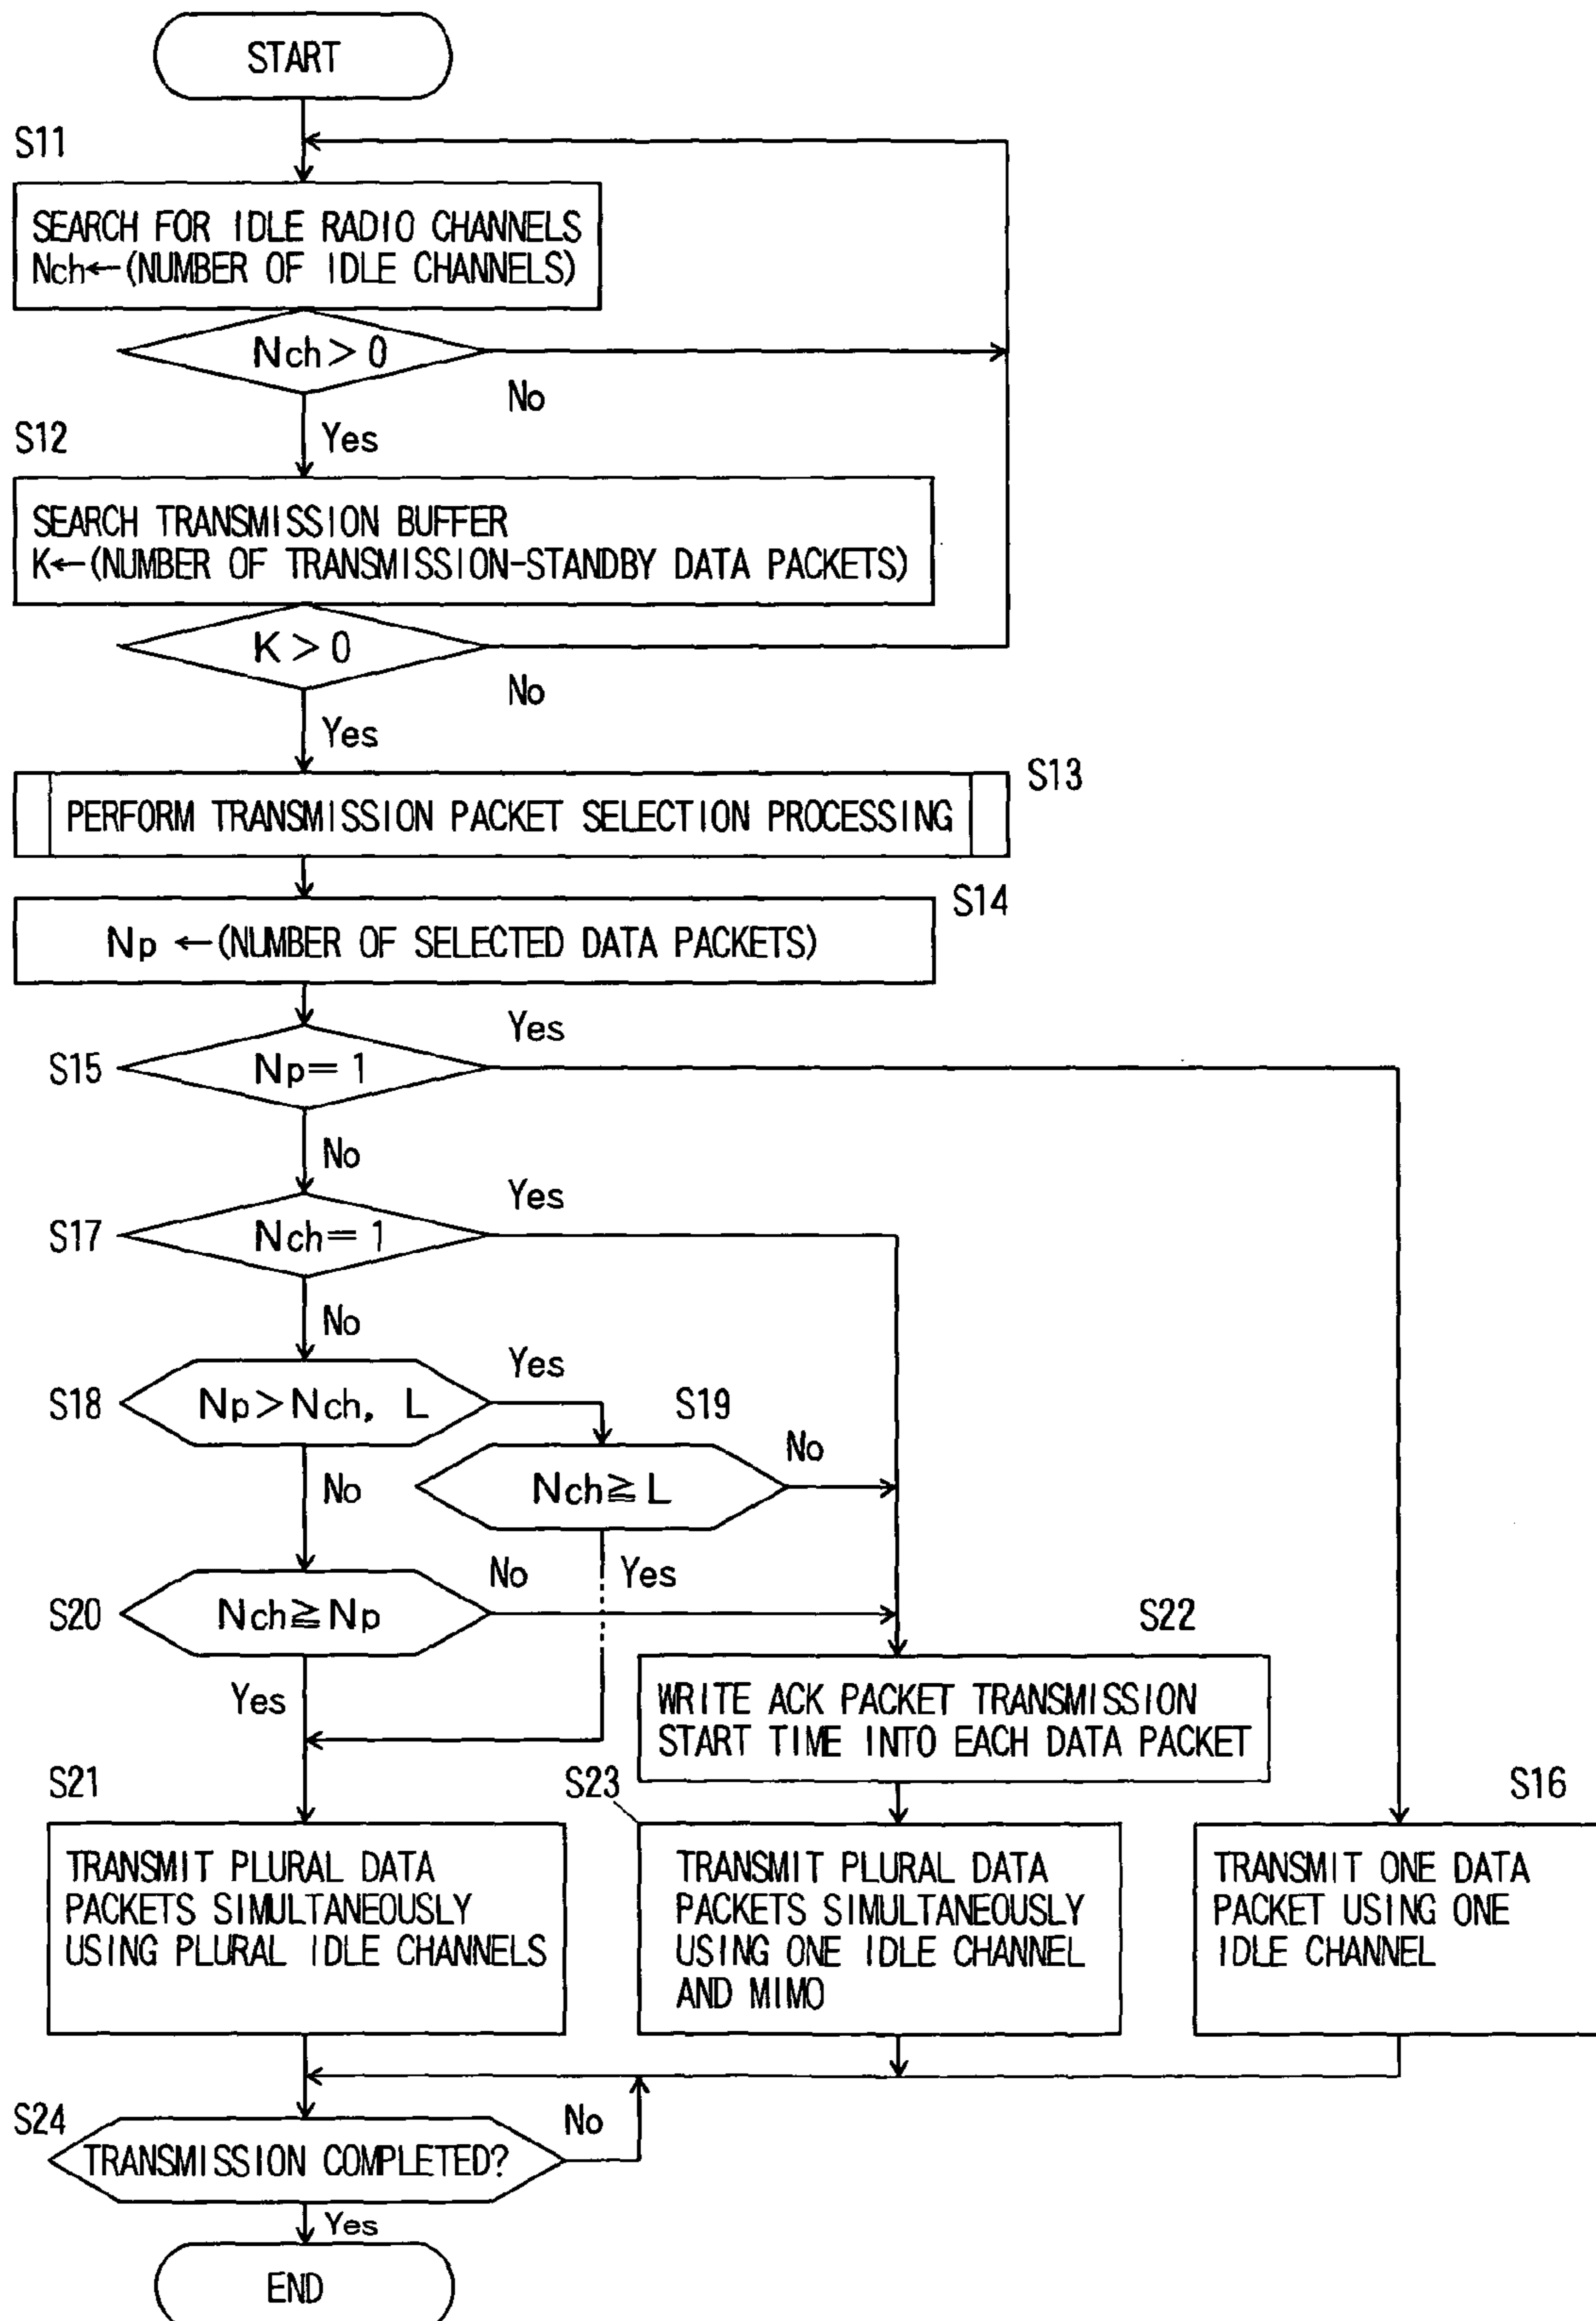 START
S11
SEARCH FOR IDLE RADIO CHANNELS
Nch←(NUMBER OF IDLE CHANNELS)
Nch>0
No
Yes
S12
SEARCH TRANSMISSION BUFFER
K←(NUMBER OF TRANSMISSION-STANDBY DATA PACKETS)
K>0
No
Yes
S13
PERFORM TRANSMISSION PACKET SELECTION PROCESSING
S14
Np ←(NUMBER OF SELECTED DATA PACKETS)
Yes
S15
Np=1
No
Yes
S17
Nch=1
No
Yes
S18
Np>Nch, L
S19
No
No
Nch≧L
No
Yes
S20
Nch≧Np
S22
Yes
WRITE ACK PACKET TRANSMISSION
START TIME INTO EACH DATA PACKET
S21
TRANSMIT PLURAL DATA
PACKETS SIMULTANEOUSLY
USING PLURAL IDLE CHANNELS
S23
TRANSMIT PLURAL DATA
PACKETS SIMULTANEOUSLY
USING ONE IDLE CHANNEL
AND MIMO
S16
TRANSMIT ONE DATA
PACKET USING ONE
IDLE CHANNEL
S24
No
TRANSMISSION COMPLETED?
Yes
END